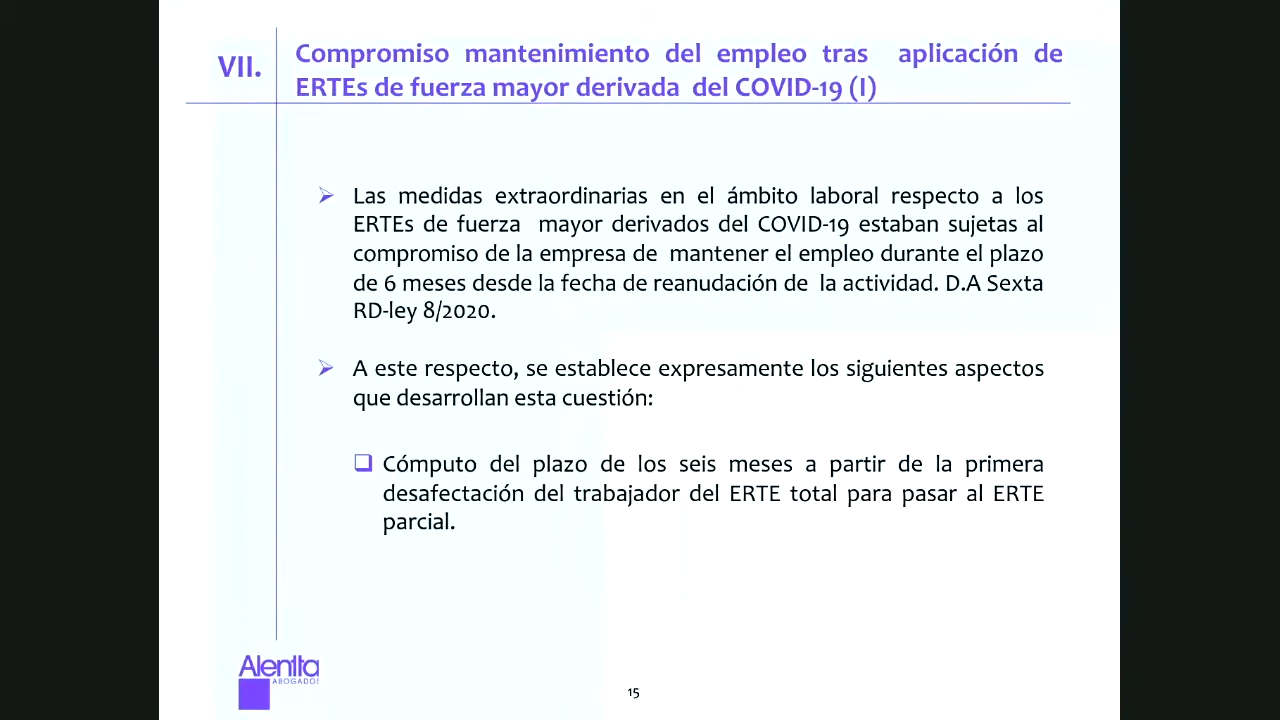 VII.
Compromiso mantenimiento del empleo tras aplicación de
ERTEs de fuerza mayor derivada del COVID-19 (I)
Las medidas extraordinarias en el ámbito laboral respecto a los
ERTEs de fuerza mayor derivados del COVID-19 estaban sujetas al
compromiso de la empresa de mantener el empleo durante el plazo
de 6 meses desde la fecha de reanudación de la actividad. D.A Sexta
RD-ley 8/2020.
A este respecto, se establece expresamente los siguientes aspectos
que desarrollan esta cuestión:
Cómputo del plazo de los seis meses a partir de la primera
desafectación del trabajador del ERTE total para pasar al ERTE
parcial.
Alenta
ABOGADOS
15